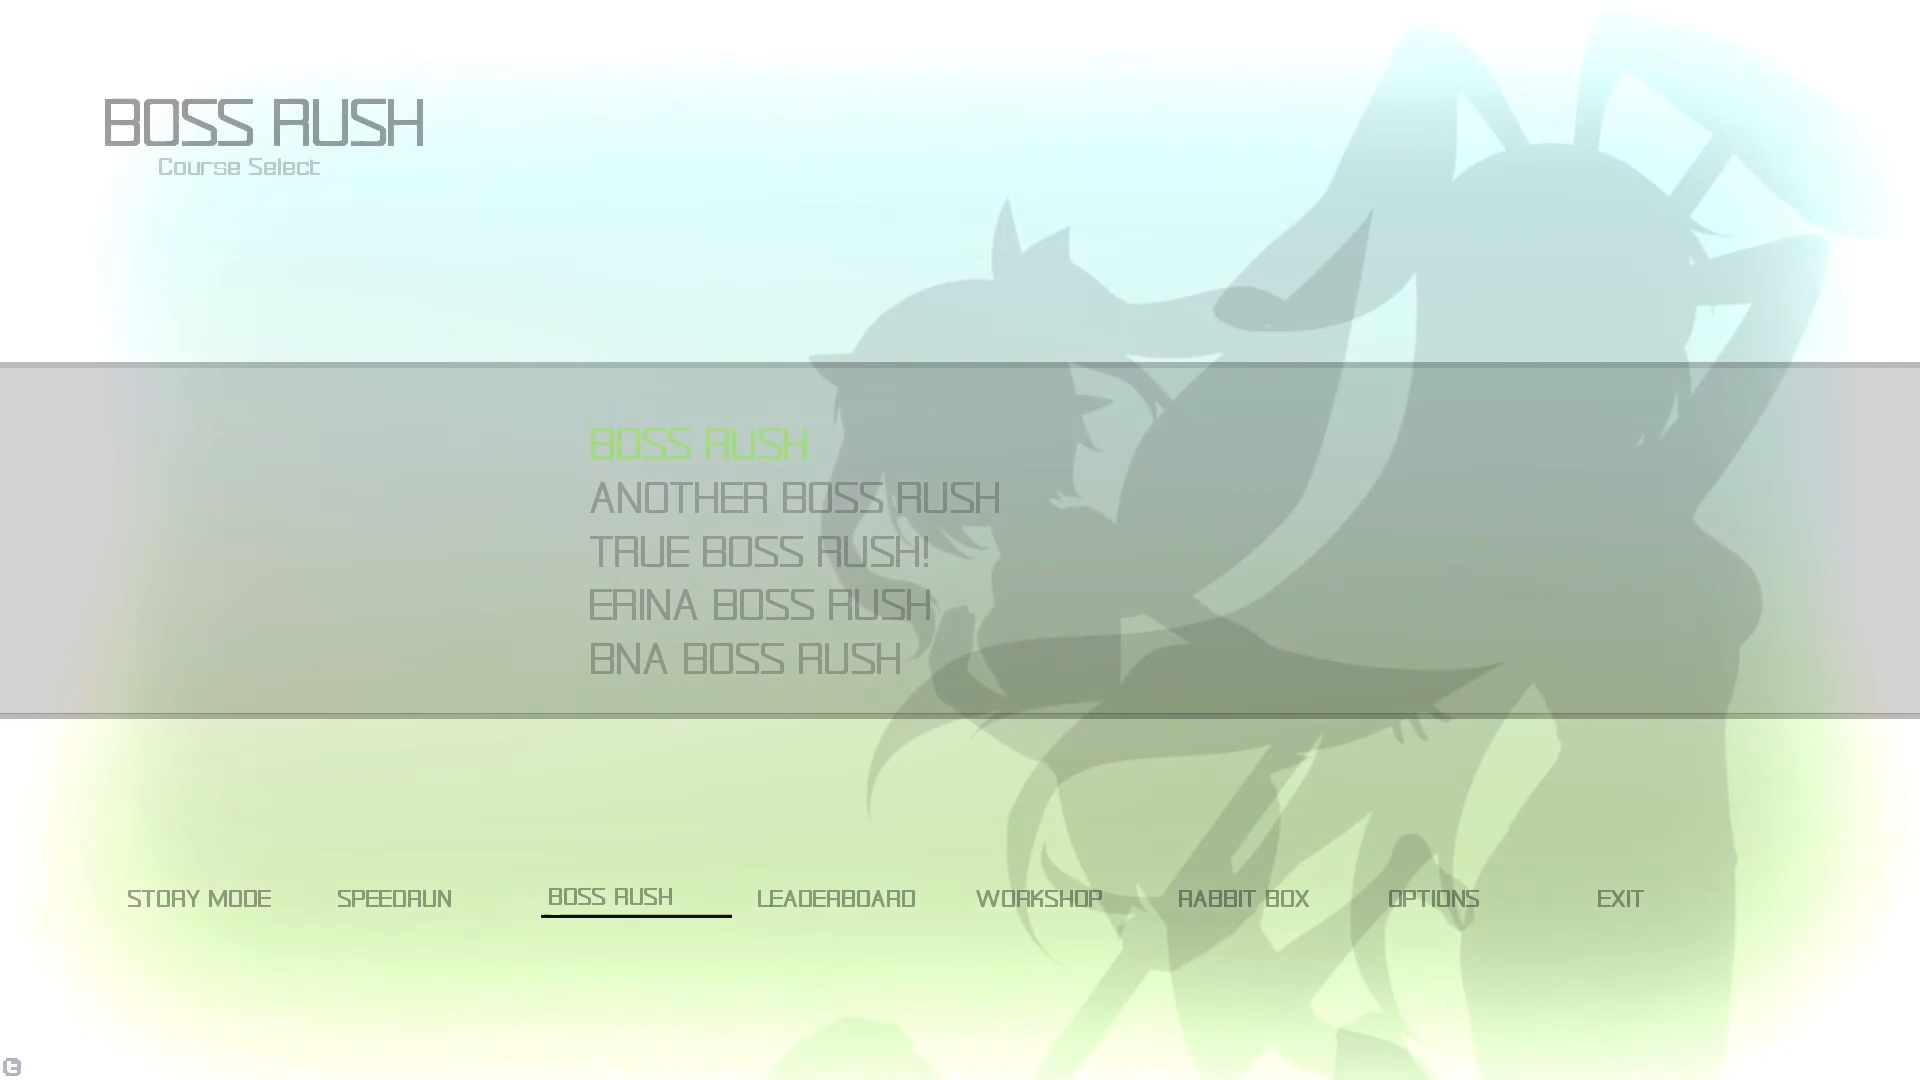 BOSS RUSH
Course Select
BOSS RUSH
ANOTHER BOSS RUSH
TRUE BOSS RUSH!
ERINA BOSS RUSH
BNA BOSS RUSH
STORY MODE SPEEDRUN BOSS RUSH LEADERBOARD WORKSHOP RABBIT BOX OPTIONS EXIT